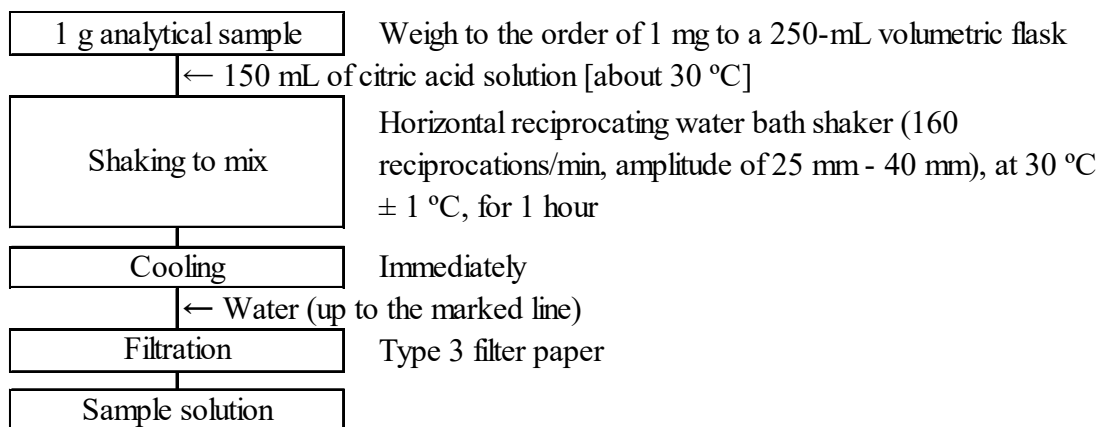 1 g analytical sample Weigh to the order of 1 mg to a 250-mL volumetric flask
← 150 mL of citric acid solution [about 30 ºC]
Shaking to mix
Horizontal reciprocating water bath shaker (160
reciprocations/min, amplitude of 25 mm - 40 mm), at 30 ºC
± 1 ºC, for 1 hour
Cooling Immediately
← Water (up to the marked line)
Filtration Type 3 filter paper
Sample solution